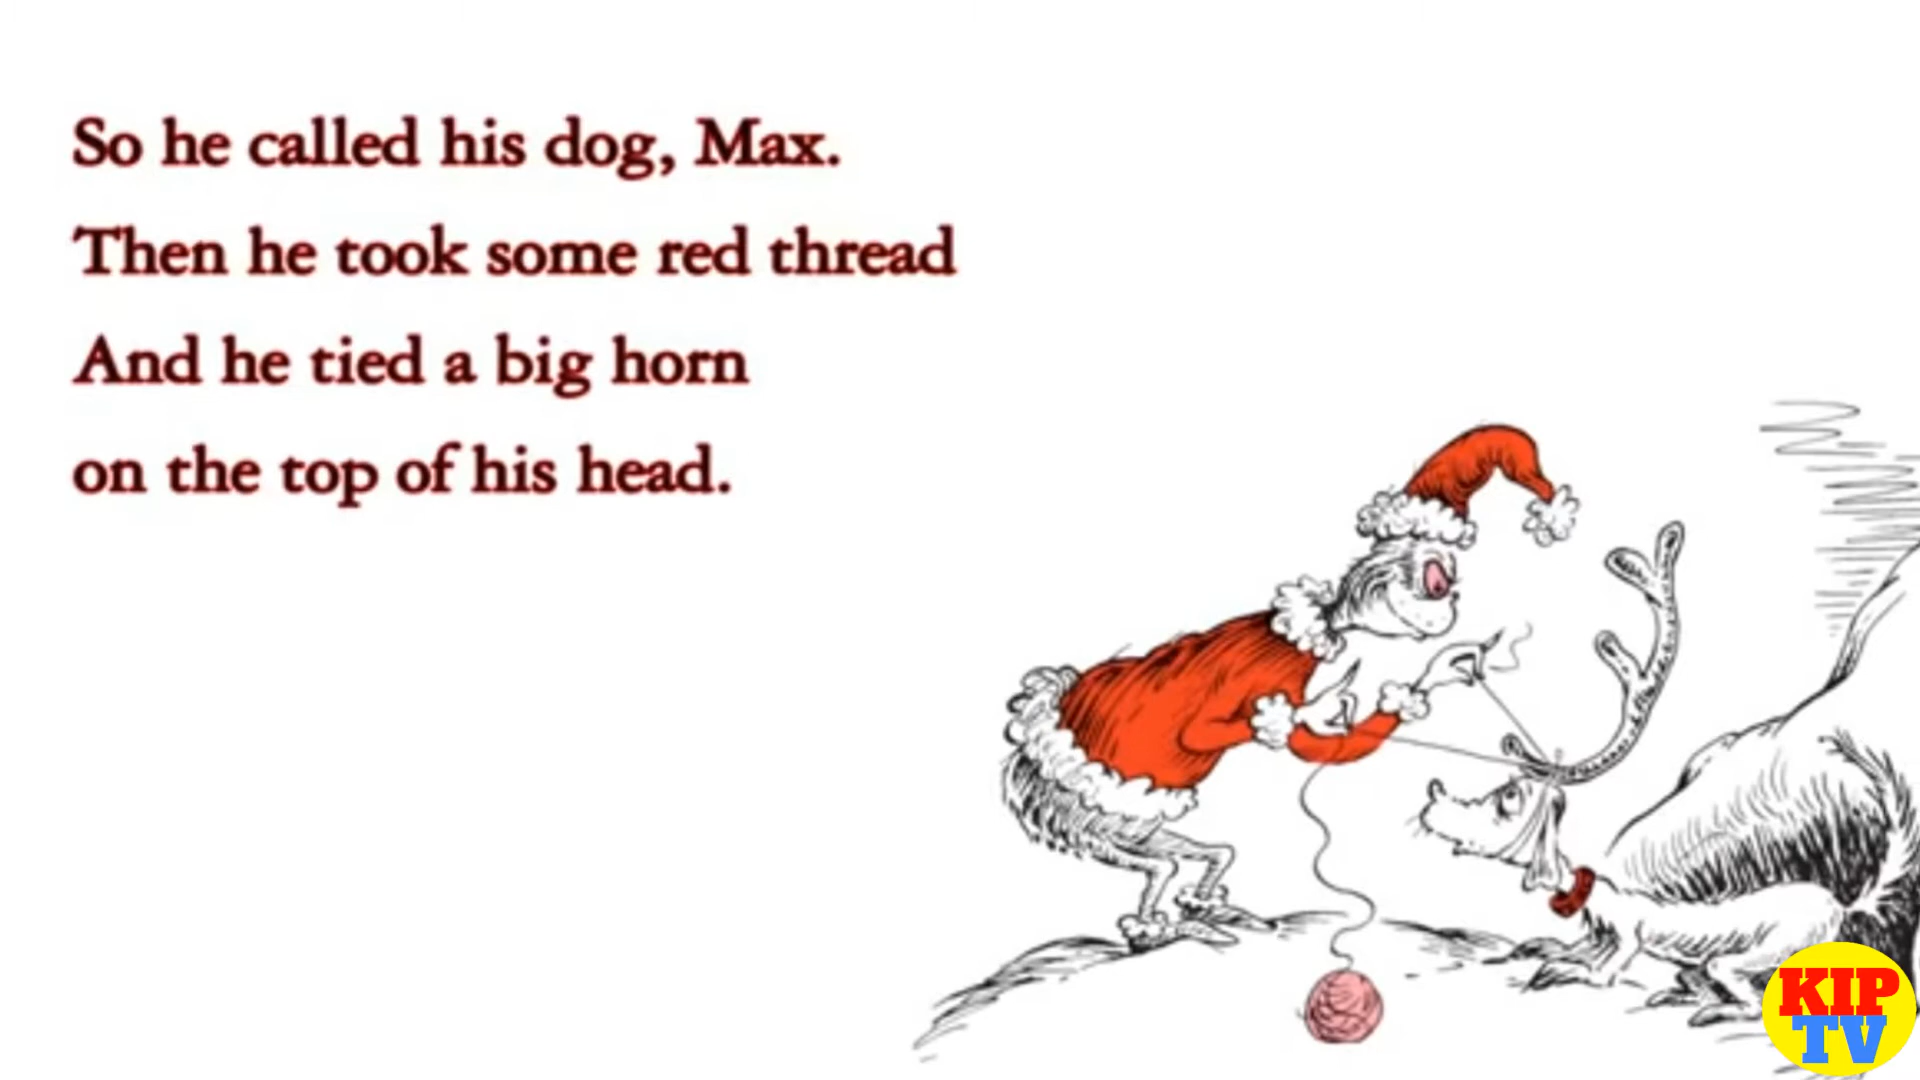 So he called his dog, Max.
Then he took some red thread
And he tied a big horn
on the top of his head.
KIP
TV